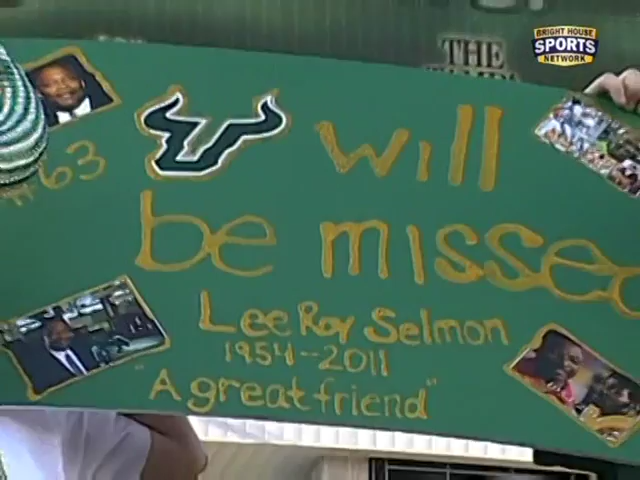 BRIGHT HOUSE
SPORTS
NETWORK
THE
#63
will
be missed
Lee Roy Selmon
1954-2011
"A great friend"